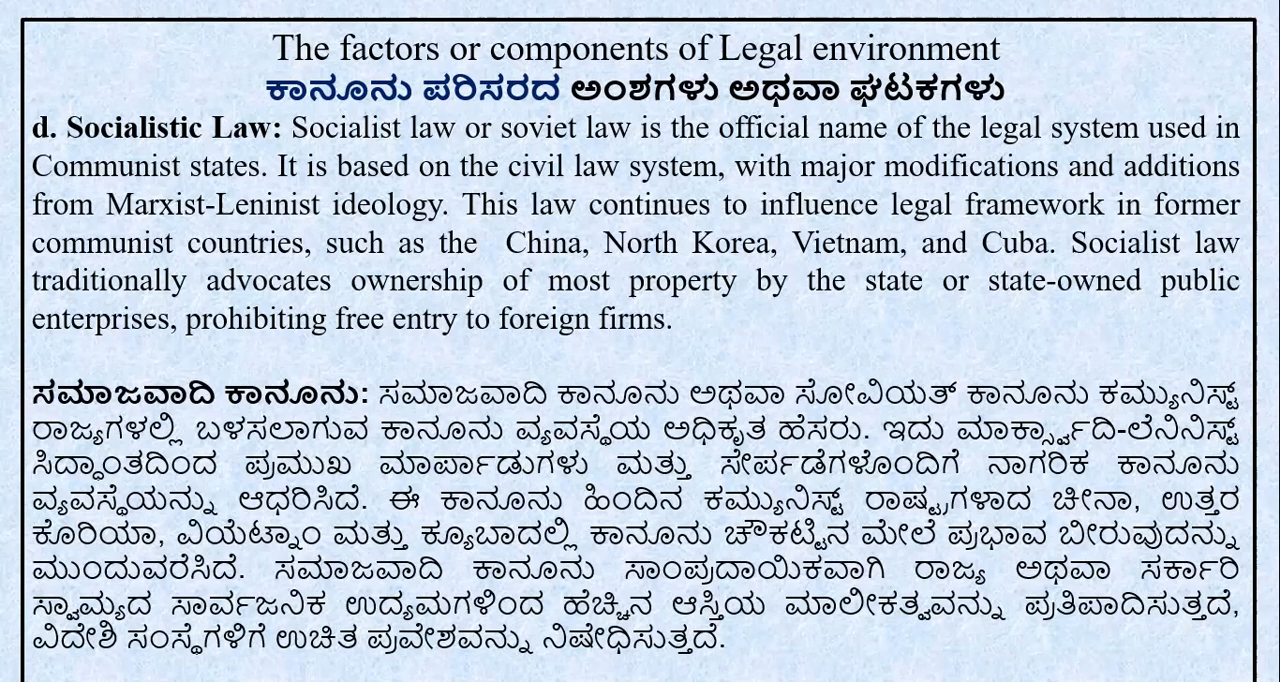 The factors or components of Legal environment
ಕಾನೂನು ಪರಿಸರದ ಅಂಶಗಳು ಅಥವಾ ಘಟಕಗಳು
d. Socialistic Law: Socialist law or soviet law is the official name of the legal system used in
Communist states. It is based on the civil law system, with major modifications and additions
from Marxist-Leninist ideology. This law continues to influence legal framework in former
communist countries, such as the China, North Korea, Vietnam, and Cuba. Socialist law
traditionally advocates ownership of most property by the state or state-owned public
enterprises, prohibiting free entry to foreign firms.
ಸಮಾಜವಾದಿ ಕಾನೂನು: ಸಮಾಜವಾದಿ ಕಾನೂನು ಅಥವಾ ಸೋವಿಯತ್ ಕಾನೂನು ಕಮ್ಯುನಿಸ್ಟ್
ರಾಜ್ಯಗಳಲ್ಲಿ ಬಳಸಲಾಗುವ ಕಾನೂನು ವ್ಯವಸ್ಥೆಯ ಅಧಿಕೃತ ಹೆಸರು. ಇದು ಮಾರ್ಕ್ಸ್ವಾದಿ-ಲೆನಿನಿಸ್ಟ್
ಸಿದ್ಧಾಂತದಿಂದ ಪ್ರಮುಖ ಮಾರ್ಪಾಡುಗಳು ಮತ್ತು ಸೇರ್ಪಡೆಗಳೊಂದಿಗೆ ನಾಗರಿಕ ಕಾನೂನು
ವ್ಯವಸ್ಥೆಯನ್ನು ಆಧರಿಸಿದೆ. ಈ ಕಾನೂನು ಹಿಂದಿನ ಕಮ್ಯುನಿಸ್ಟ್ ರಾಷ್ಟ್ರಗಳಾದ ಚೀನಾ, ಉತ್ತರ
ಕೊರಿಯಾ, ವಿಯೆಟ್ನಾಂ ಮತ್ತು ಕ್ಯೂಬಾದಲ್ಲಿ ಕಾನೂನು ಚೌಕಟ್ಟಿನ ಮೇಲೆ ಪ್ರಭಾವ ಬೀರುವುದನ್ನು
ಮುಂದುವರೆಸಿದೆ. ಸಮಾಜವಾದಿ ಕಾನೂನು ಸಾಂಪ್ರದಾಯಿಕವಾಗಿ ರಾಜ್ಯ ಅಥವಾ ಸರ್ಕಾರಿ
ಸ್ವಾಮ್ಯದ ಸಾರ್ವಜನಿಕ ಉದ್ಯಮಗಳಿಂದ ಹೆಚ್ಚಿನ ಆಸ್ತಿಯ ಮಾಲೀಕತ್ವವನ್ನು ಪ್ರತಿಪಾದಿಸುತ್ತದೆ,
ವಿದೇಶಿ ಸಂಸ್ಥೆಗಳಿಗೆ ಉಚಿತ ಪ್ರವೇಶವನ್ನು ನಿಷೇಧಿಸುತ್ತದೆ.